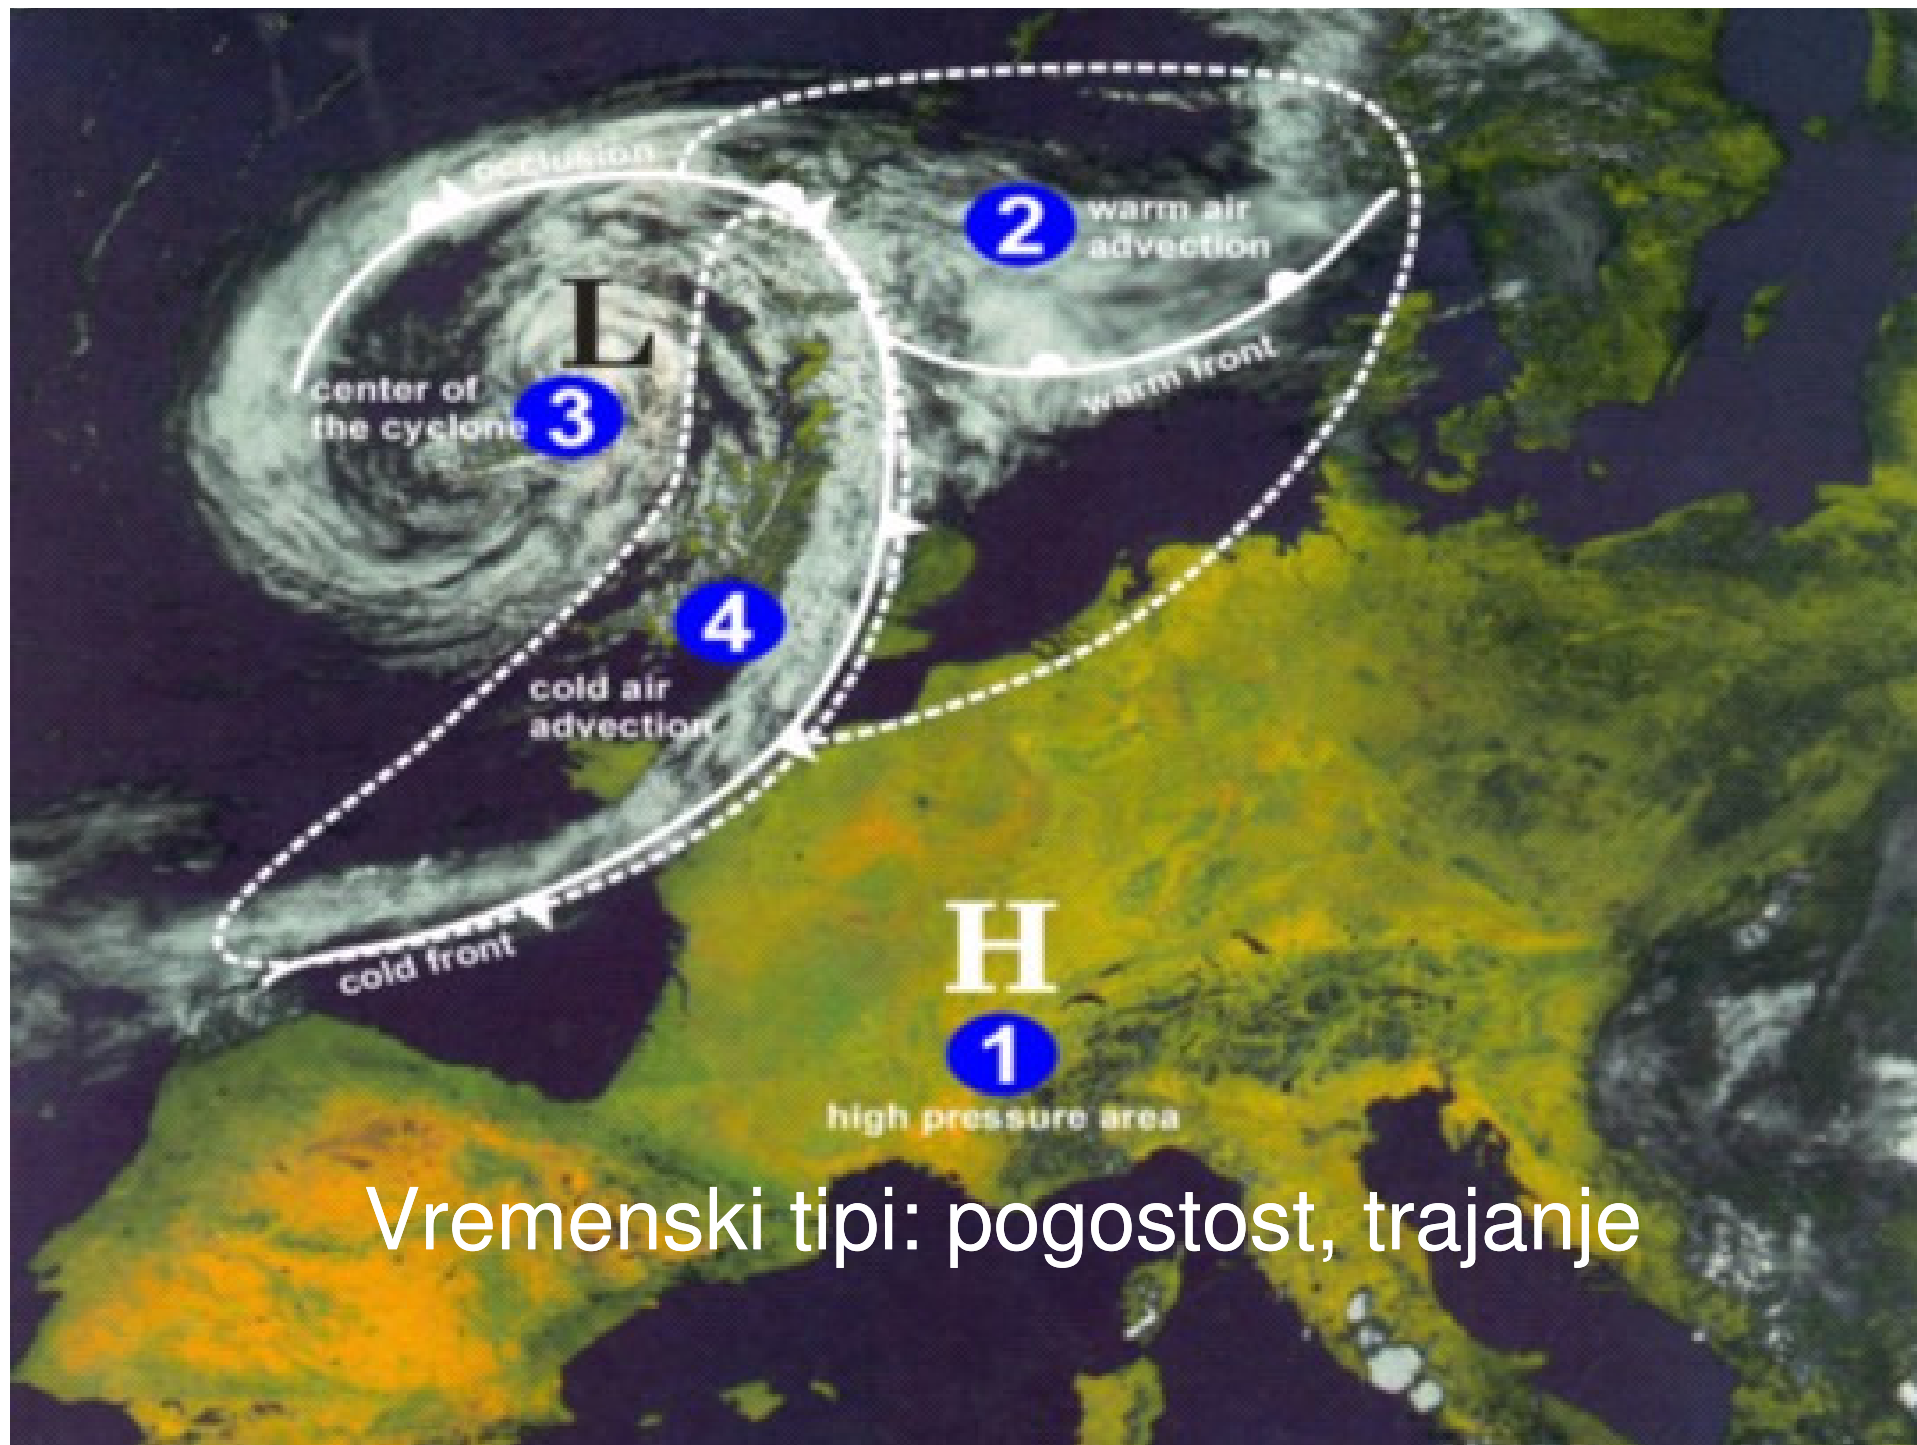 occlusion
2
warm air
advection
L
center of
the cyclone
3
warm front
4
cold air
advection
cold front
H
1
high pressure area
Vremenski tipi: pogostost, trajanje